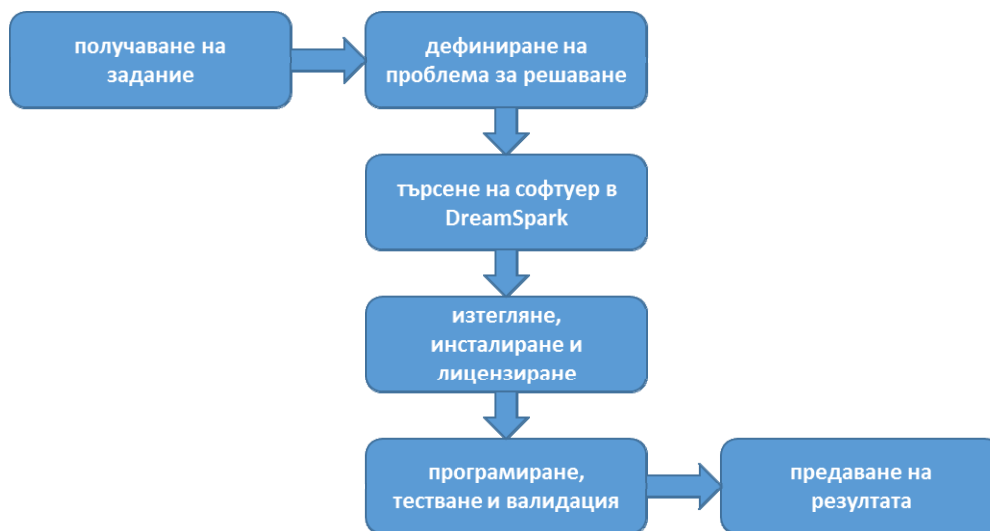 получаване на
задание
дефиниране на
проблема за решаване
търсене на софтуер в
DreamSpark
изтегляне,
инсталиране и
лицензиране
програмиране,
тестване и валидация
предаване на
резултата